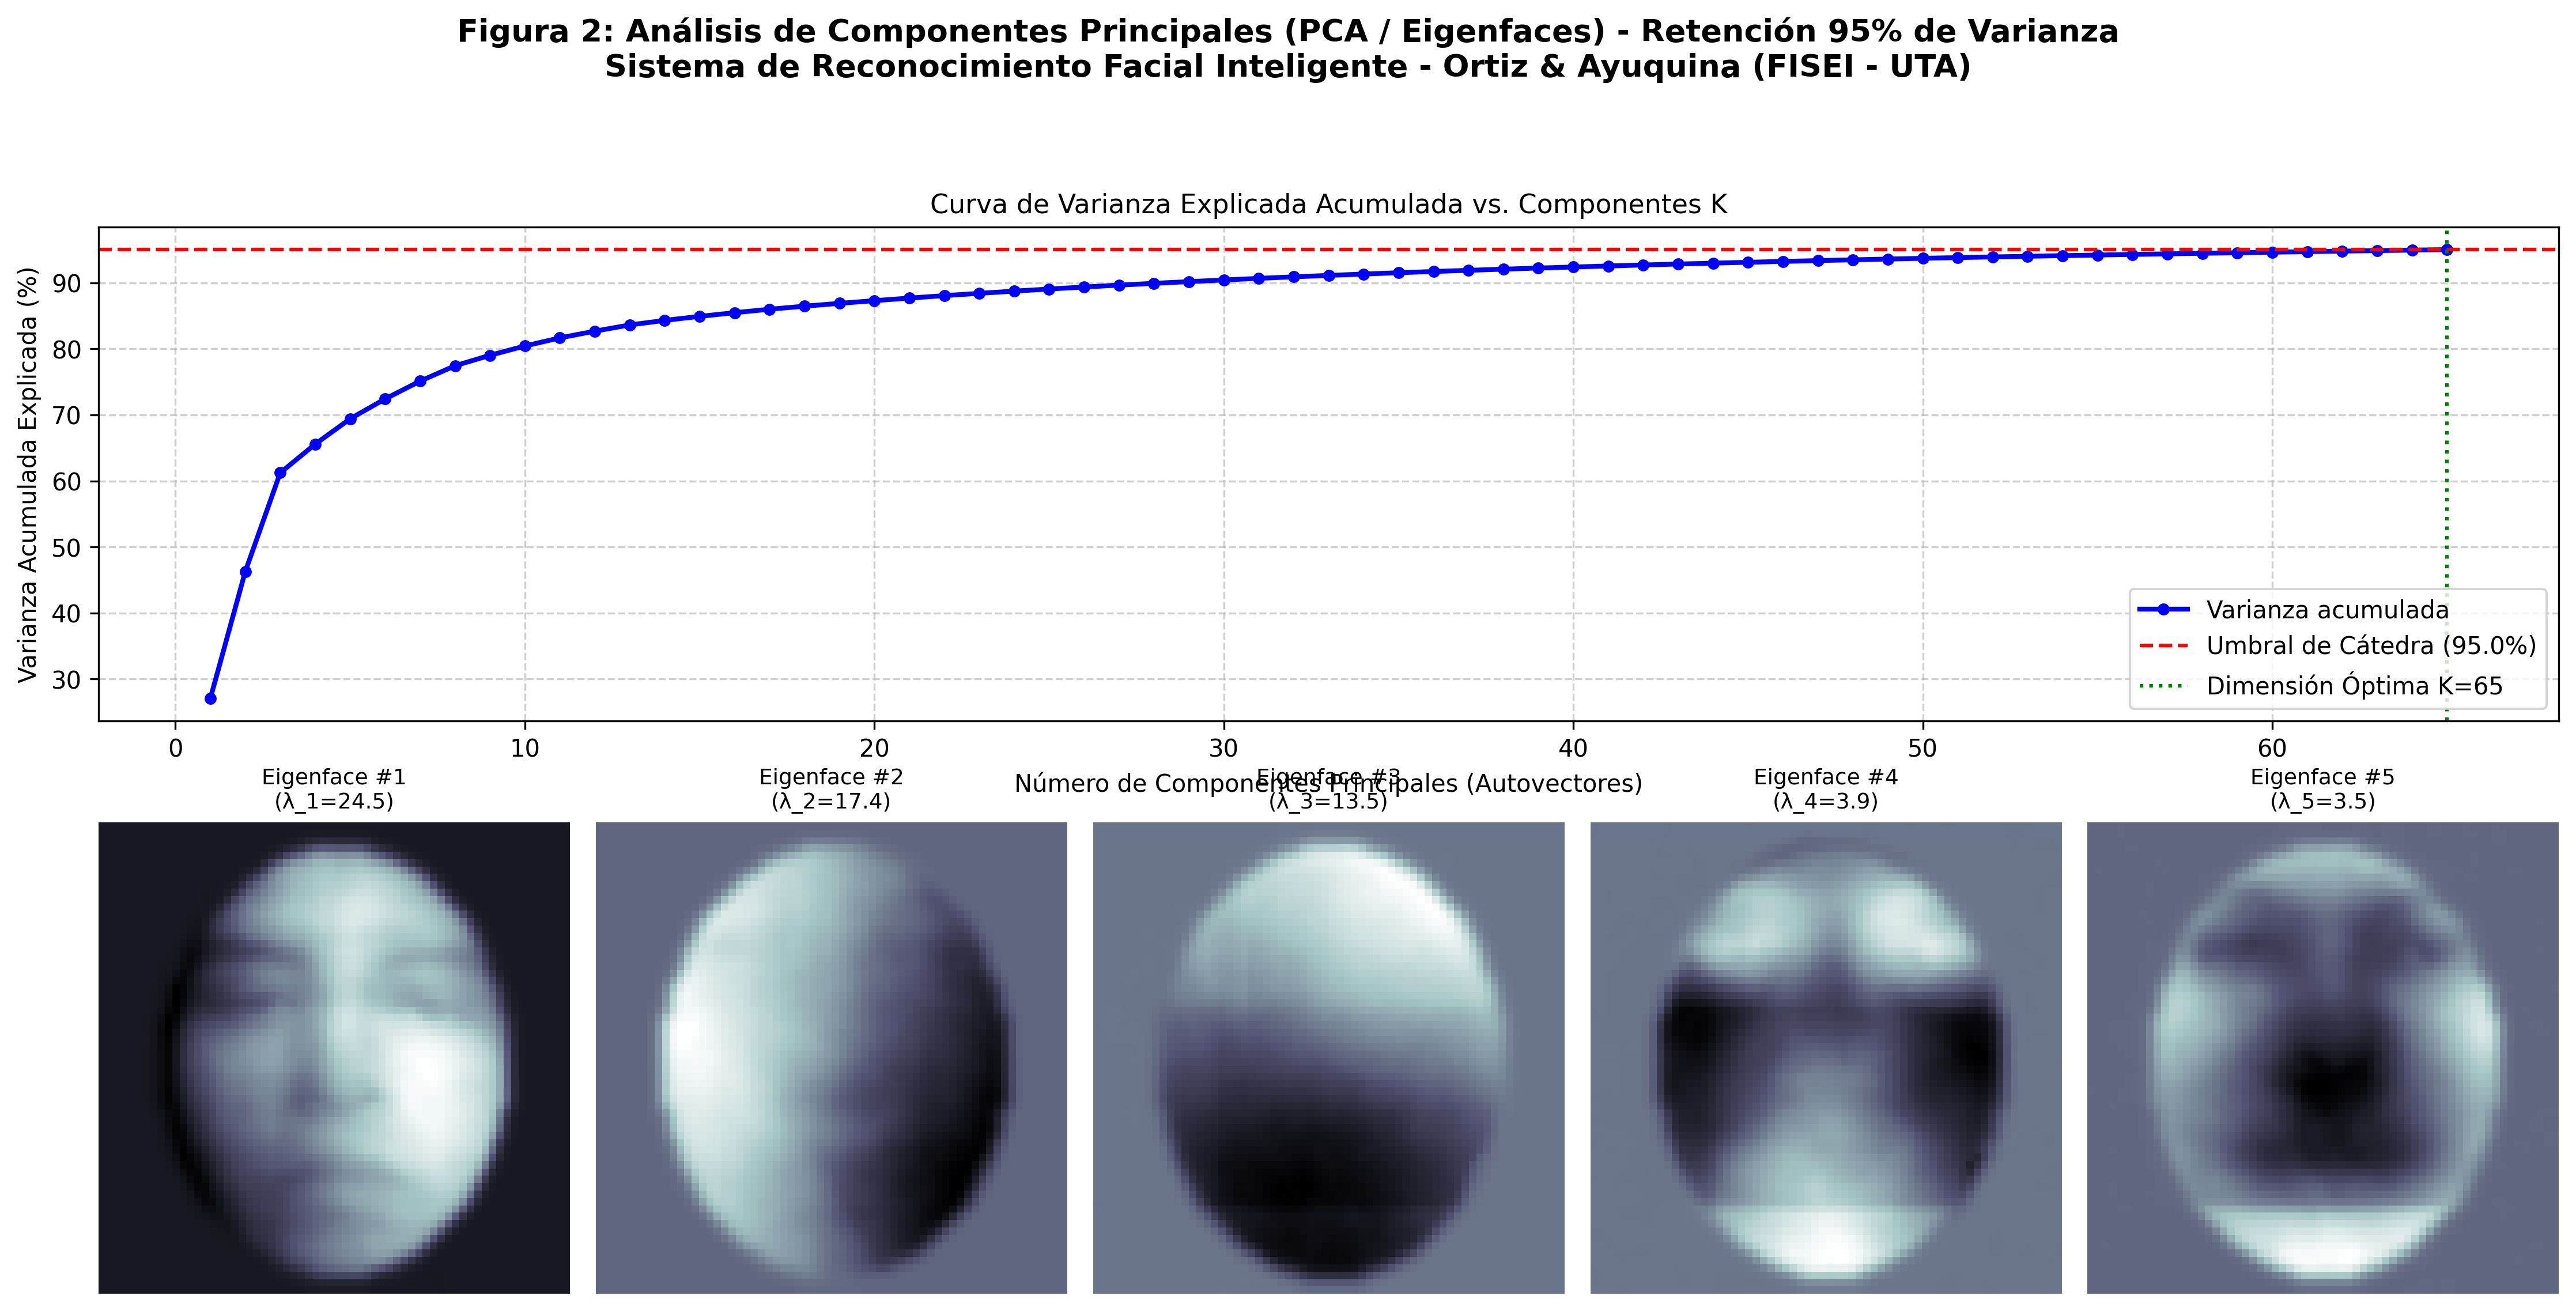 Figura 2: Análisis de Componentes Principales (PCA / Eigenfaces) - Retención 95% de Varianza
Sistema de Reconocimiento Facial Inteligente - Ortiz & Ayuquina (FISEI - UTA)
Curva de Varianza Explicada Acumulada vs. Componentes K
Varianza Acumulada Explicada (%)
90
80
70
60
50
40
30
Varianza acumulada
Umbral de Cátedra (95.0%)
Dimensión Óptima K=65
0 10 20 30 40 50 60
Número de Componentes Principales (Autovectores)
Eigenface #1
(λ_1=24.5)
Eigenface #2
(λ_2=17.4)
Eigenface #3
(λ_3=13.5)
Eigenface #4
(λ_4=3.9)
Eigenface #5
(λ_5=3.5)